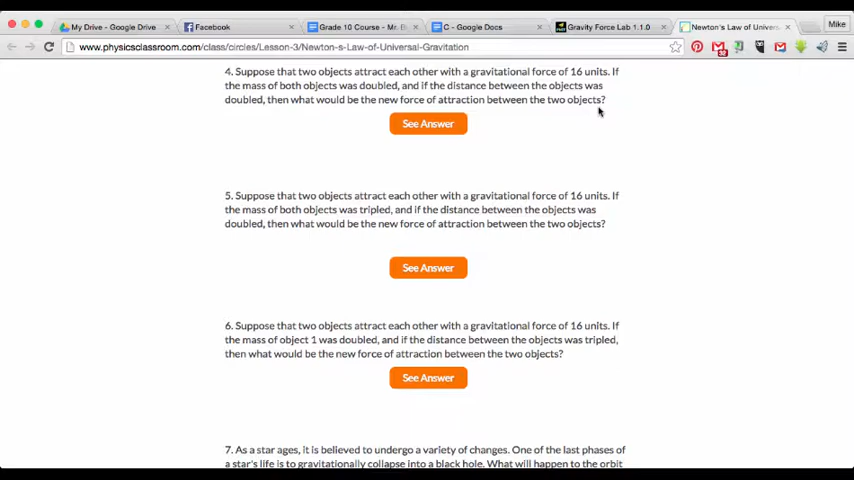 My Drive - Google Drive
Facebook
Grade 10 Course - Mr. B
C - Google Docs
Gravity Force Lab 1.1.0
Newton's Law of Univers
Mike
www.physicsclassroom.com/class/circles/Lesson-3/Newton-s-Law-of-Universal-Gravitation
4. Suppose that two objects attract each other with a gravitational force of 16 units. If
the mass of both objects was doubled, and if the distance between the objects was
doubled, then what would be the new force of attraction between the two objects?
See Answer
5. Suppose that two objects attract each other with a gravitational force of 16 units. If
the mass of both objects was tripled, and if the distance between the objects was
doubled, then what would be the new force of attraction between the two objects?
See Answer
6. Suppose that two objects attract each other with a gravitational force of 16 units. If
the mass of object 1 was doubled, and if the distance between the objects was tripled,
then what would be the new force of attraction between the two objects?
See Answer
7. As a star ages, it is believed to undergo a variety of changes. One of the last phases of
a star's life is to gravitationally collapse into a black hole. What will happen to the orbit